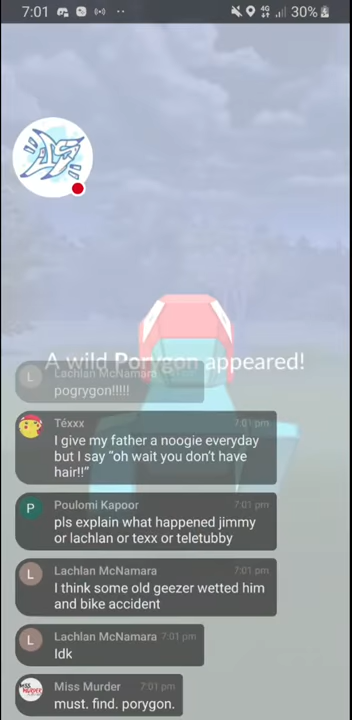 7:01
4G
30%
A wild Porygon appeared!
Lachlan McNamara
pogrygon!!!!!
Téxxx 7:01 pm
I give my father a noogie everyday
but I say “oh wait you don’t have
hair!!”
P
Poulomi Kapoor 7:01 pm
pls explain what happened jimmy
or lachlan or texx or teletubby
L
Lachlan McNamara 7:01 pm
I think some old geezer wetted him
and bike accident
L
Lachlan McNamara 7:01 pm
Idk
Miss Murder 7:01 pm
must. find. porygon.